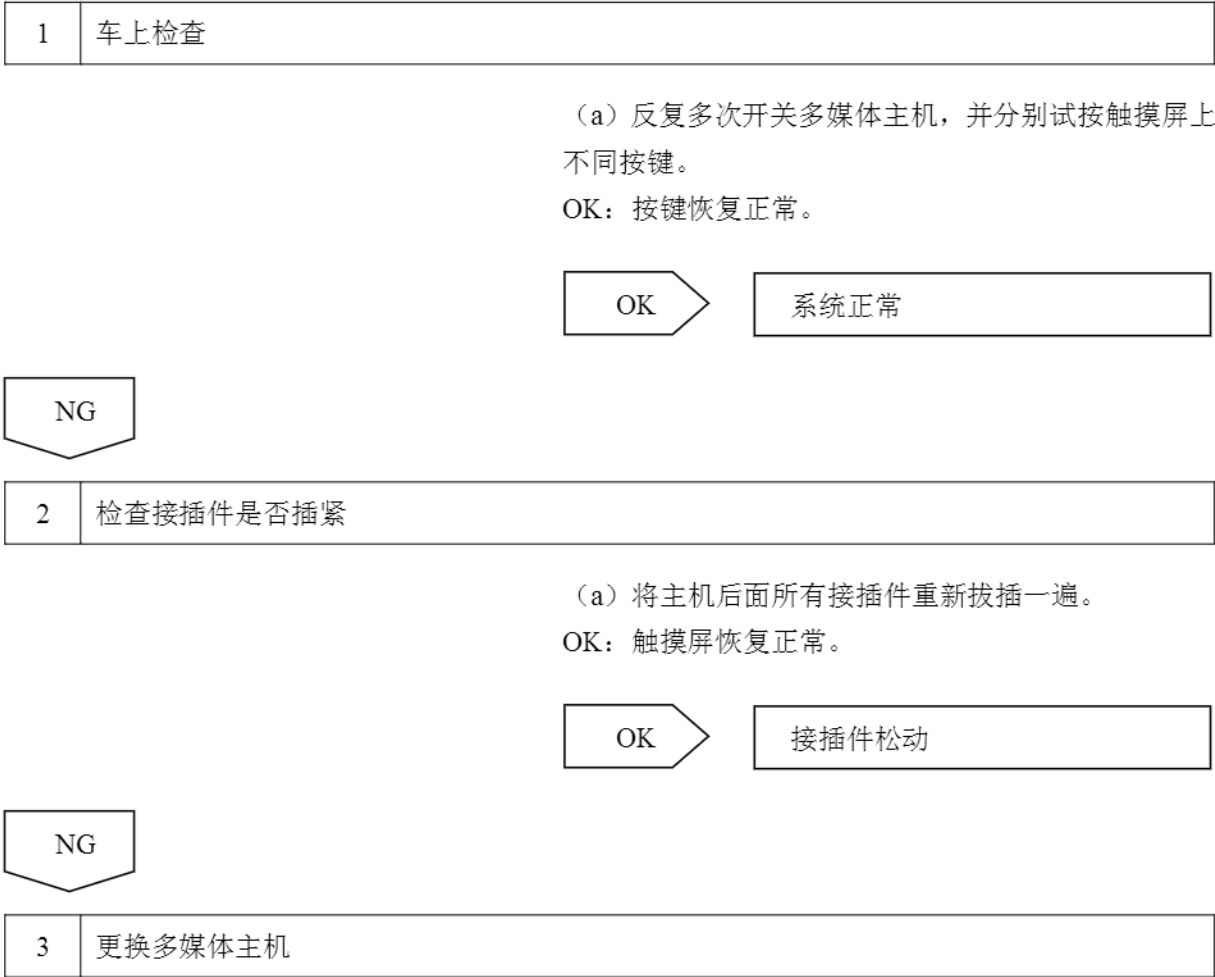 1 车上检查
（a）反复多次开关多媒体主机，并分别试按触摸屏上
不同按键。
OK：按键恢复正常。
OK 系统正常
NG
2 检查接插件是否插紧
（a）将主机后面所有接插件重新拔插一遍。
OK：触摸屏恢复正常。
OK 接插件松动
NG
3 更换多媒体主机